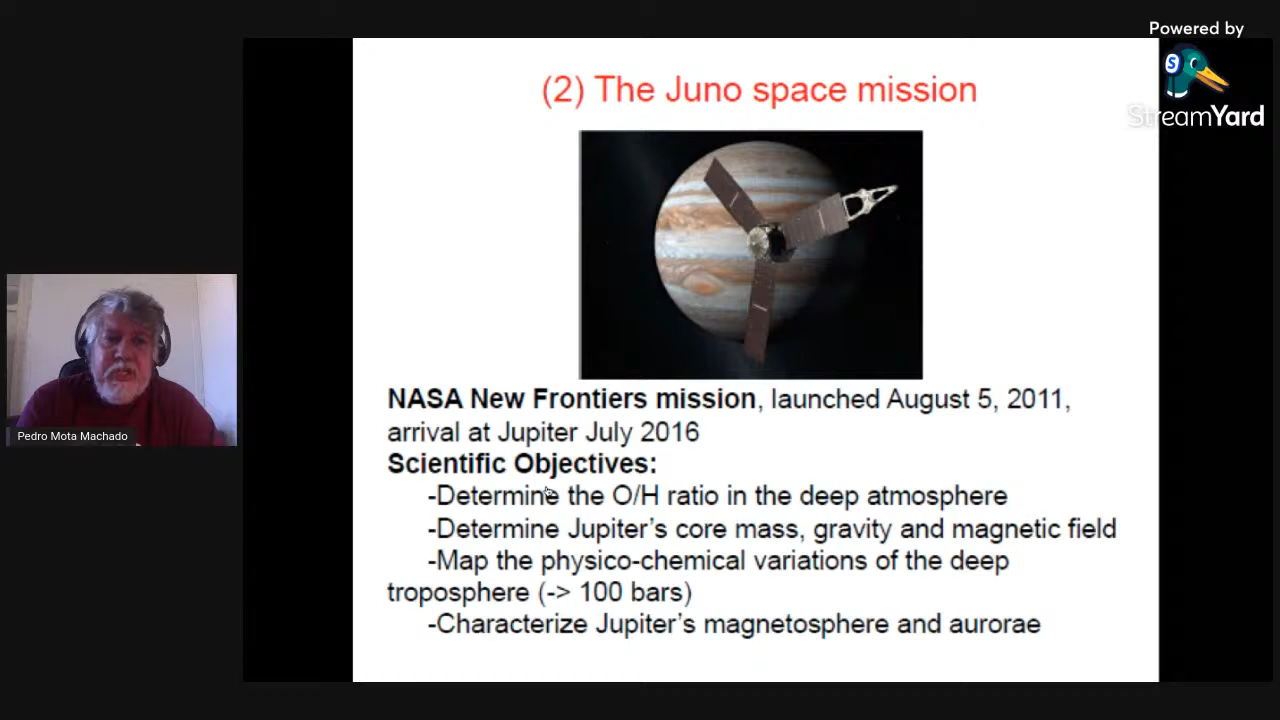 Powered by
StreamYard
(2) The Juno space mission
NASA New Frontiers mission, launched August 5, 2011,
arrival at Jupiter July 2016
Scientific Objectives:
-Determine the O/H ratio in the deep atmosphere
-Determine Jupiter's core mass, gravity and magnetic field
-Map the physico-chemical variations of the deep
troposphere (-> 100 bars)
-Characterize Jupiter's magnetosphere and aurorae
Pedro Mota Machado